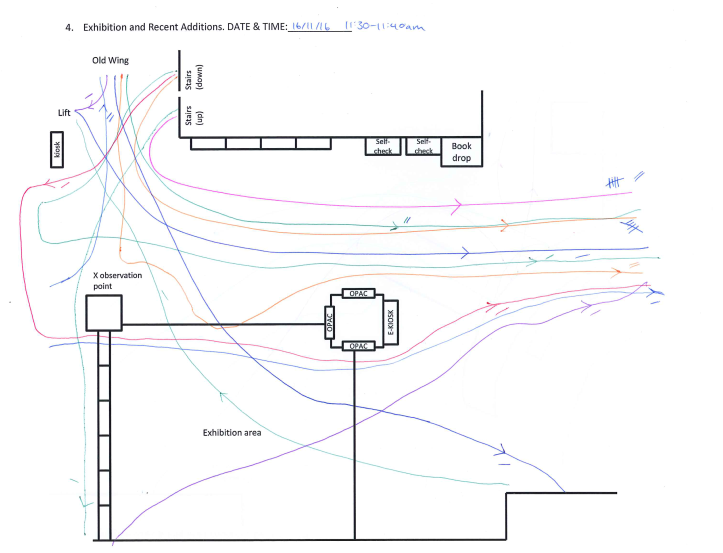 4. Exhibition and Recent Additions. DATE & TIME: 16/11/16 11:30-11:40am
Old Wing
Stairs
(down)
Lift
Stairs
(up)
kiosk
Self-
check
Self-
check
Book
drop
X observation
point
OPAC
OPAC
E-KIOSK
OPAC
Exhibition area